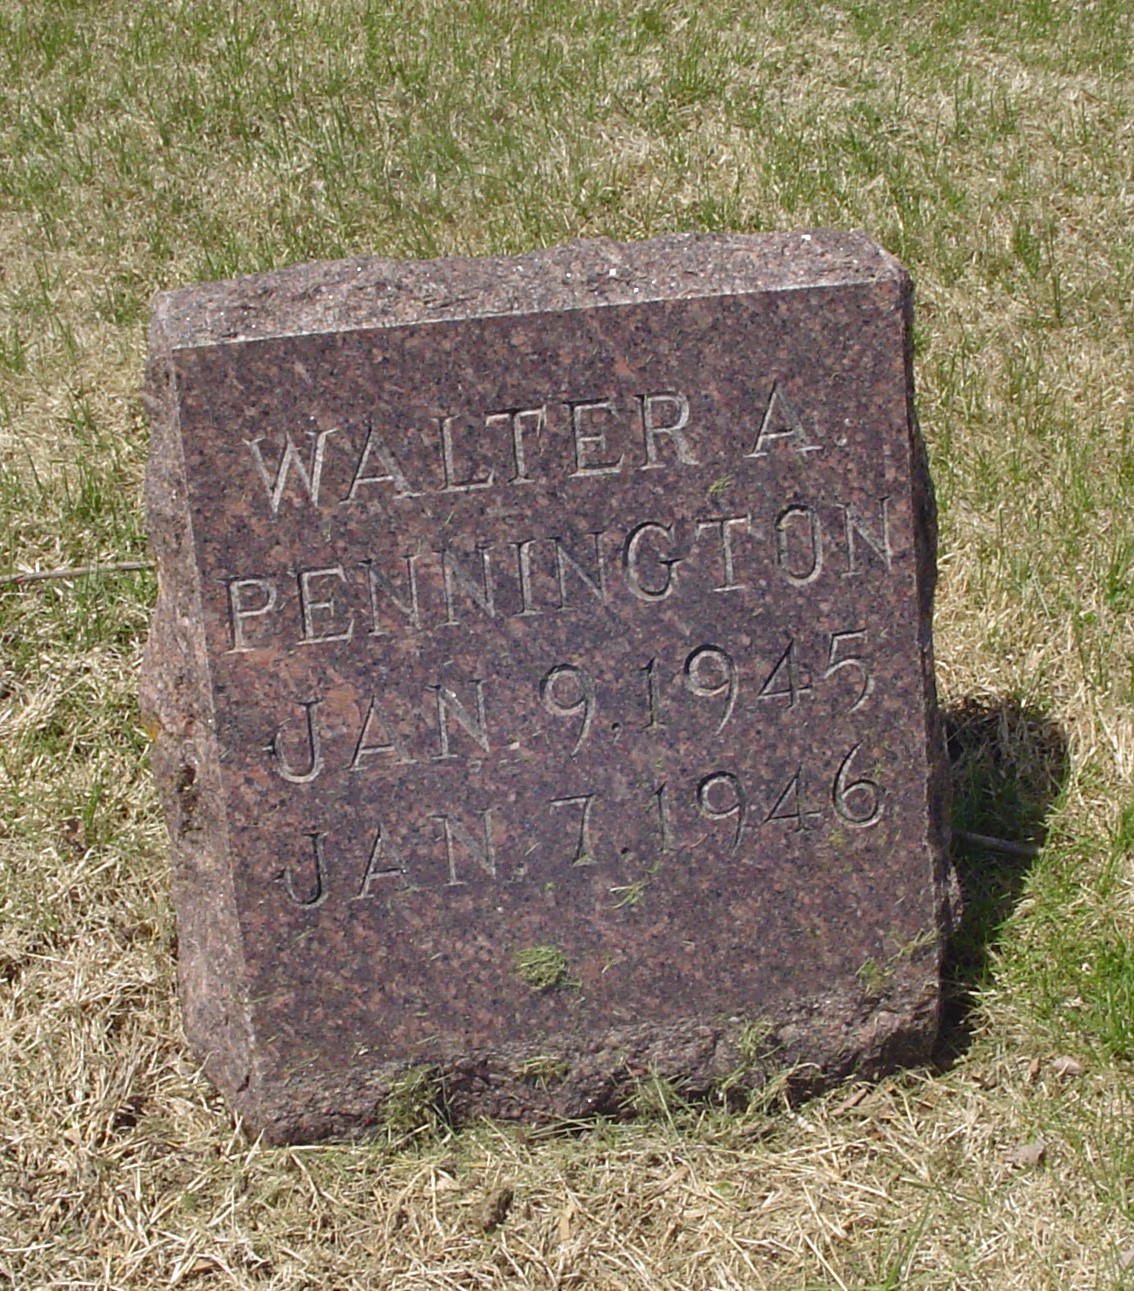 WALTER A.
PENNINGTON
JAN. 9, 1945
JAN. 7, 1946